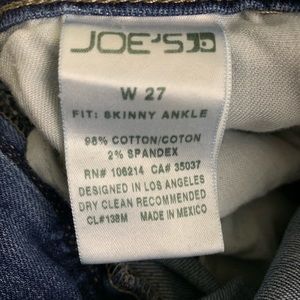 JOE'S
W 27
FIT: SKINNY ANKLE
98% COTTON/COTON
2% SPANDEX
RN# 106214 CA# 35037
DESIGNED IN LOS ANGELES
DRY CLEAN RECOMMENDED
CL#138M MADE IN MEXICO